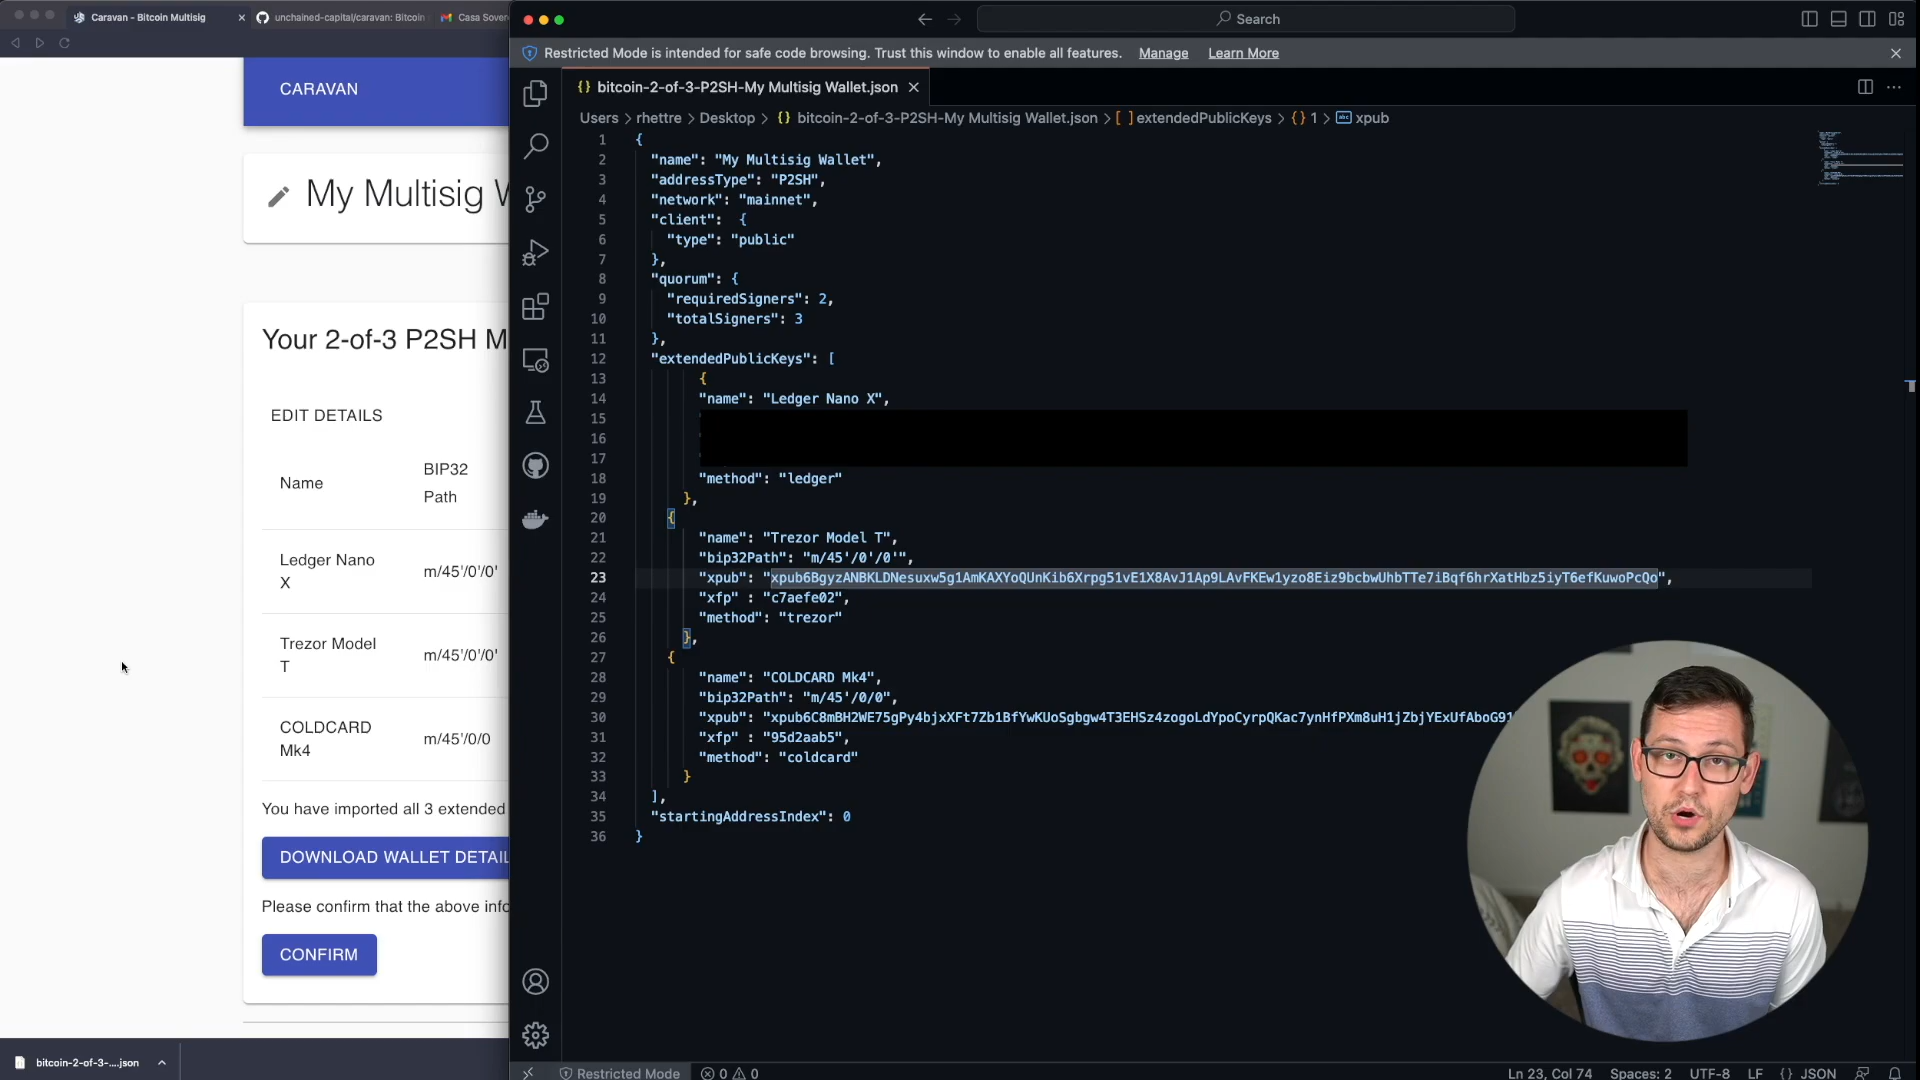 Caravan - Bitcoin Multisig
unchained-capital/caravan: Bitcoin
Casa Sover
Search
Restricted Mode is intended for safe code browsing. Trust this window to enable all features. Manage Learn More
CARAVAN
My Multisig W
Your 2-of-3 P2SH M
EDIT DETAILS
Name
BIP32 Path
Ledger Nano X
m/45'/0'/0'
Trezor Model T
m/45'/0'/0'
COLDCARD Mk4
m/45'/0/0
You have imported all 3 extended
DOWNLOAD WALLET DETAIL
Please confirm that the above info
CONFIRM
bitcoin-2-of-3-....json
bitcoin-2-of-3-P2SH-My Multisig Wallet.json
Users > rhettre > Desktop > {} bitcoin-2-of-3-P2SH-My Multisig Wallet.json > [ ] extendedPublicKeys > {} 1 > xpub
1 {
2 "name": "My Multisig Wallet",
3 "addressType": "P2SH",
4 "network": "mainnet",
5 "client": {
6 "type": "public"
7 },
8 "quorum": {
9 "requiredSigners": 2,
10 "totalSigners": 3
11 },
12 "extendedPublicKeys": [
13 {
14 "name": "Ledger Nano X",
15
16
17
18 "method": "ledger"
19 },
20 {
21 "name": "Trezor Model T",
22 "bip32Path": "m/45'/0'/0'",
23 "xpub": "xpub6BgyzANBKLDNesuxw5g1AmKAXYoQUnKib6Xrpg51vE1X8AvJ1Ap9LAvFKEw1yzo8Eiz9bcbwUhbTTe7iBqf6hrXatHbz5iyT6efKuwoPcQo",
24 "xfp" : "c7aefe02",
25 "method": "trezor"
26 },
27 {
28 "name": "COLDCARD Mk4",
29 "bip32Path": "m/45'/0/0",
30 "xpub": "xpub6C8mBH2WE75gPy4bjxXFt7Zb1BfYwKUoSgbgw4T3EHSz4zogoLdYpoCyrpQKac7ynHfPXm8uH1jZbjYExUfAboG91
31 "xfp" : "95d2aab5",
32 "method": "coldcard"
33 }
34 ],
35 "startingAddressIndex": 0
36 }
Restricted Mode 0 0
Ln 23, Col 74 Spaces: 2 UTF-8 LF {} JSON